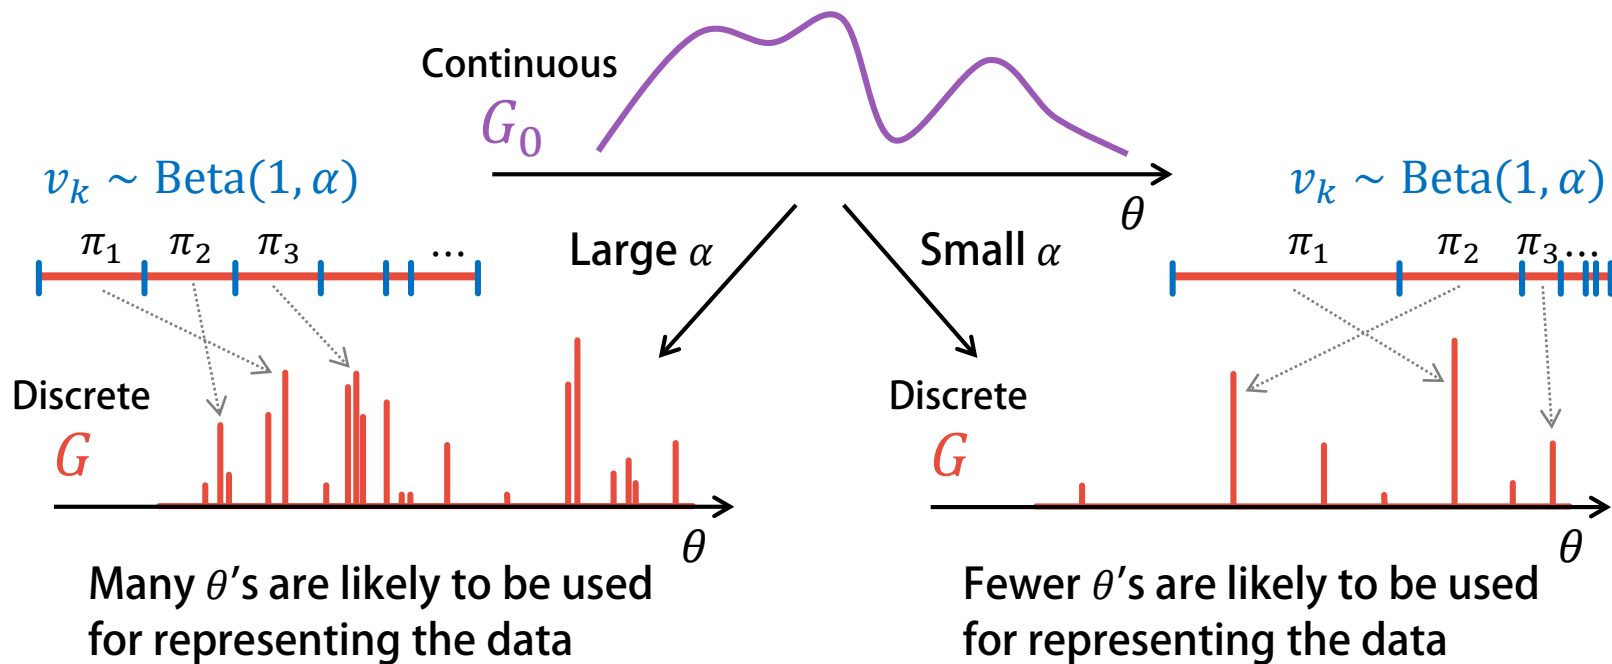 Continuous
G₀
θ
vₖ ~ Beta(1, α)
π₁ π₂ π₃ ...
Large α
Small α
vₖ ~ Beta(1, α)
π₁ π₂ π₃...
Discrete
G
θ
Many θ's are likely to be used
for representing the data
Discrete
G
θ
Fewer θ's are likely to be used
for representing the data